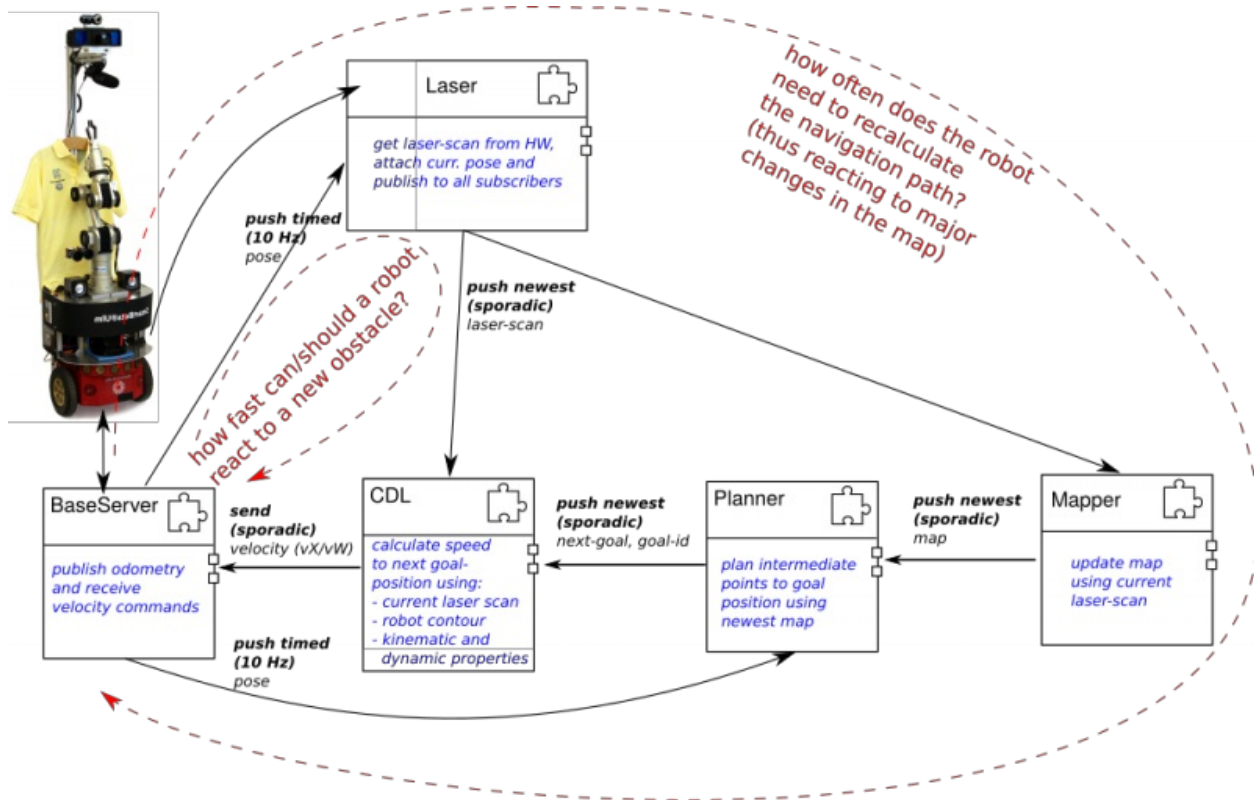 Laser
get laser-scan from HW,
attach curr. pose and
publish to all subscribers
how often does the robot
need to recalculate
the navigation path?
(thus reacting to major
changes in the map)
push timed
(10 Hz)
pose
how fast can/should a robot
react to a new obstacle?
push newest
(sporadic)
laser-scan
BaseServer
publish odometry
and receive
velocity commands
send
(sporadic)
velocity (vX/vW)
CDL
calculate speed
to next goal-
position using:
- current laser scan
- robot contour
- kinematic and
dynamic properties
push newest
(sporadic)
next-goal, goal-id
Planner
plan intermediate
points to goal
position using
newest map
push newest
(sporadic)
map
Mapper
update map
using current
laser-scan
push timed
(10 Hz)
pose